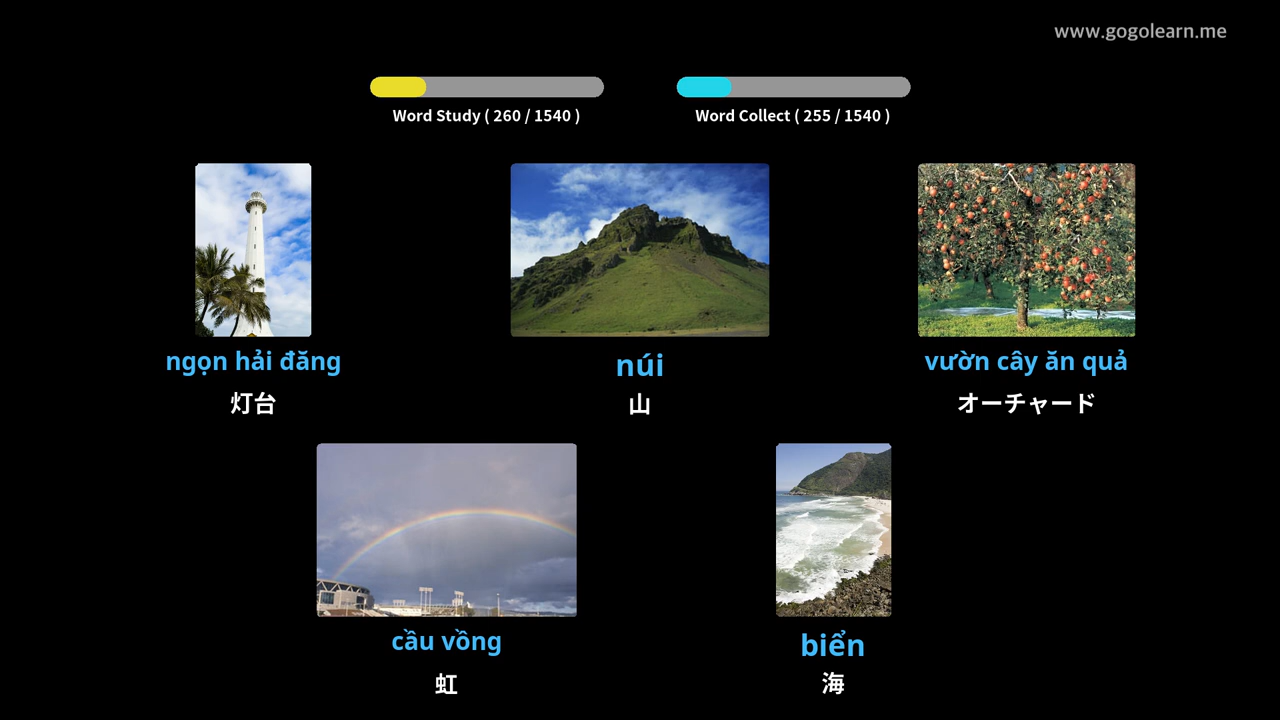 www.gogolearn.me
Word Study ( 260 / 1540 )
Word Collect ( 255 / 1540 )
ngọn hải đăng
灯台
núi
山
vườn cây ăn quả
オーチャード
cầu vồng
虹
biển
海